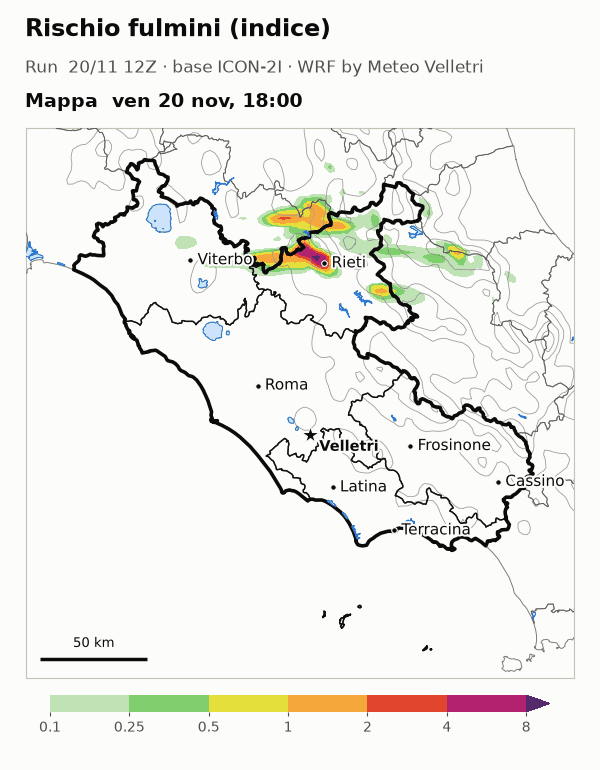 Rischio fulmini (indice)
Run  20/11 12Z · base ICON-2I · WRF by Meteo Velletri
Mappa  ven 20 nov, 18:00
Viterbo
Rieti
Roma
Velletri
Frosinone
Cassino
Latina
Terracina
50 km
0.1 0.25 0.5 1 2 4 8